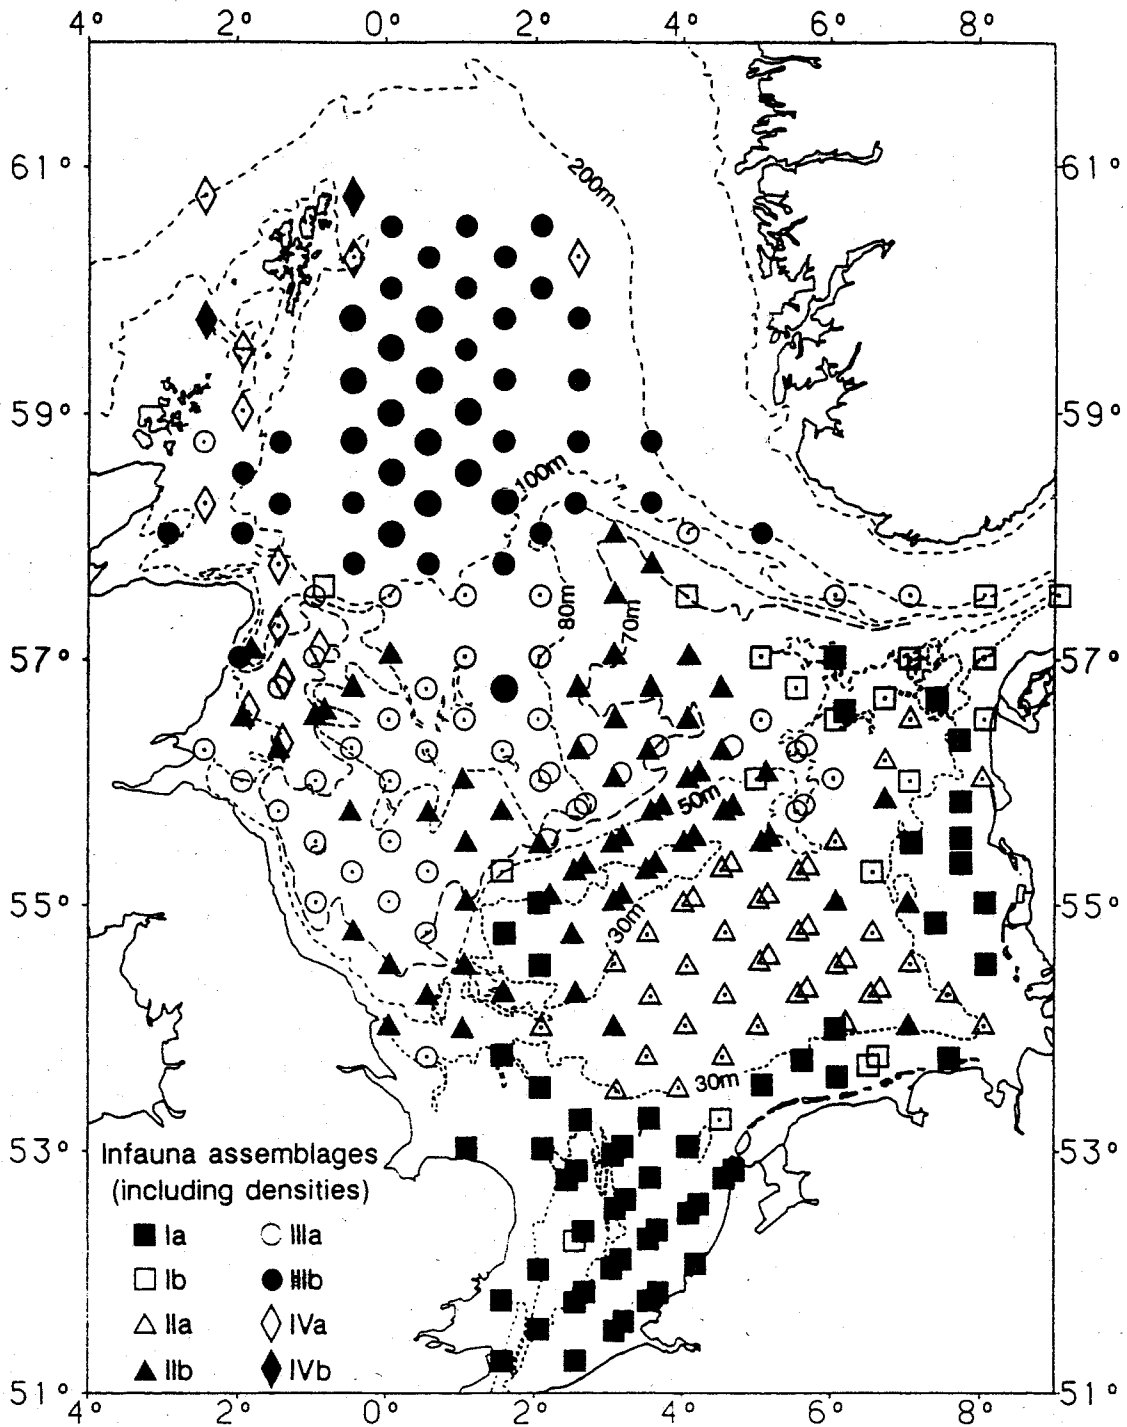 4° 2° 0° 2° 4° 6° 8°
61° 61°
200m
59° 59°
100m
80m
70m
57° 57°
50m
55° 55°
30m
30m
53° 53°
Infauna assemblages
(including densities)
Ia IIIa
Ib IIIb
IIa IVa
IIb IVb
51° 51°
4° 2° 0° 2° 4° 6° 8°